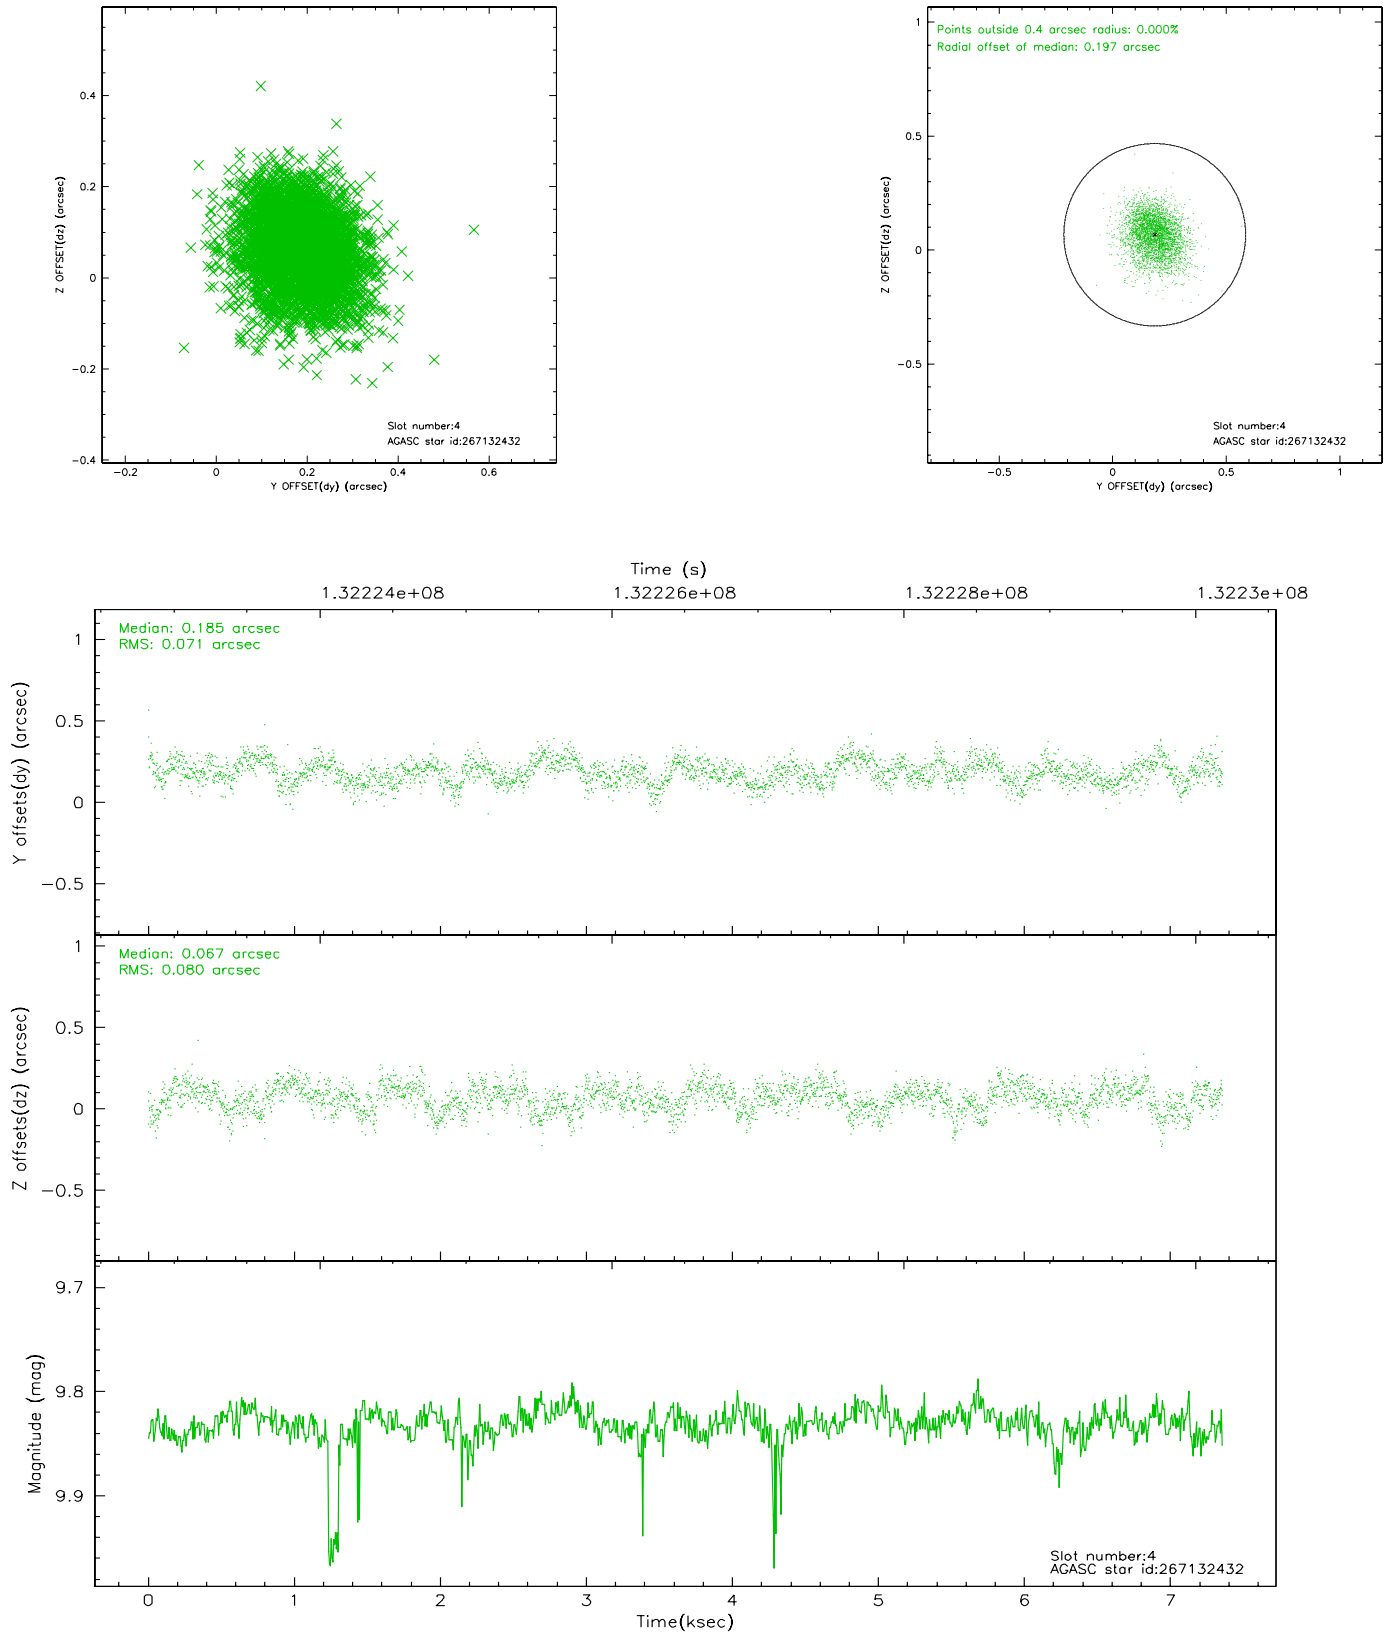 0.4
0.2
0
−0.2
−0.4
−0.2
0
0.2
0.4
0.6
Z OFFSET(dz) (arcsec)
Y OFFSET(dy) (arcsec)
Slot number:4
AGASC star id:267132432
Points outside 0.4 arcsec radius: 0.000%
Radial offset of median: 0.197 arcsec
1
0.5
0
−0.5
−0.5
0
0.5
1
Z OFFSET(dz) (arcsec)
Y OFFSET(dy) (arcsec)
Slot number:4
AGASC star id:267132432
Time (s)
1.32224e+08
1.32226e+08
1.32228e+08
1.3223e+08
Median: 0.185 arcsec
RMS: 0.071 arcsec
1
0.5
0
−0.5
Y offsets(dy) (arcsec)
Median: 0.067 arcsec
RMS: 0.080 arcsec
1
0.5
0
−0.5
Z offsets(dz) (arcsec)
9.7
9.8
9.9
Magnitude (mag)
Slot number:4
AGASC star id:267132432
0
1
2
3
4
5
6
7
Time(ksec)